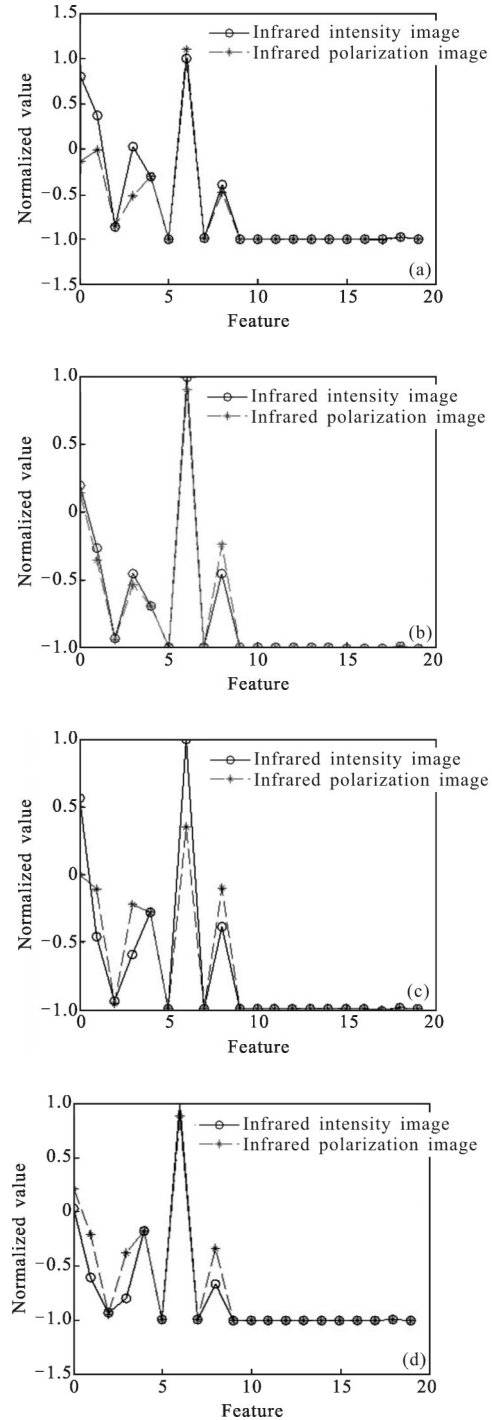 1.5
Infrared intensity image
Infrared polarization image
1.0
0.5
0
−0.5
−1.0
−1.5
Normalized value
(a)
0 5 10 15 20
Feature
1.0
Infrared intensity image
Infrared polarization image
0.5
0
−0.5
−1.0
Normalized value
(b)
0 5 10 15 20
Feature
1.0
Infrared intensity image
Infrared polarization image
0.5
0
−0.5
−1.0
Normalized value
(c)
0 5 10 15 20
Feature
1.0
Infrared intensity image
Infrared polarization image
0.5
0
−0.5
−1.0
−1.5
Normalized value
(d)
0 5 10 15 20
Feature